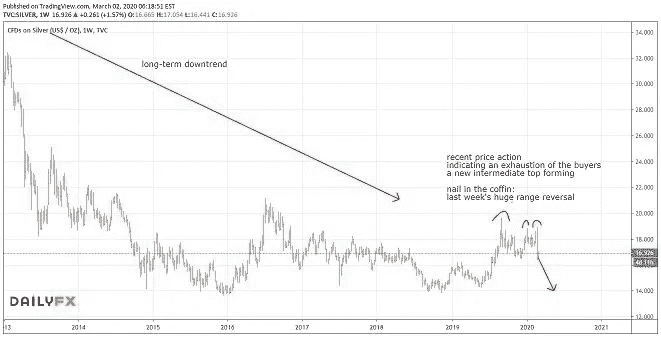 Published on TradingView.com, March 02, 2020 06:18:51 EST
TVC:SILVER, 1W 16.926 ▲ +0.261 (+1.57%) O:16.665 H:17.054 L:16.441 C:16.926
CFDs on Silver (US$ / OZ), 1W, TVC
34.000
32.000
long-term downtrend
30.000
28.000
26.000
recent price action
indicating an exhaustion of the buyers
a new intermediate top forming
24.000
nail in the coffin:
last week's huge range reversal
22.000
20.000
18.000
16.926
14.000
DAILYFX
12.000
2014
2015
2016
2017
2018
2019
2020
2021